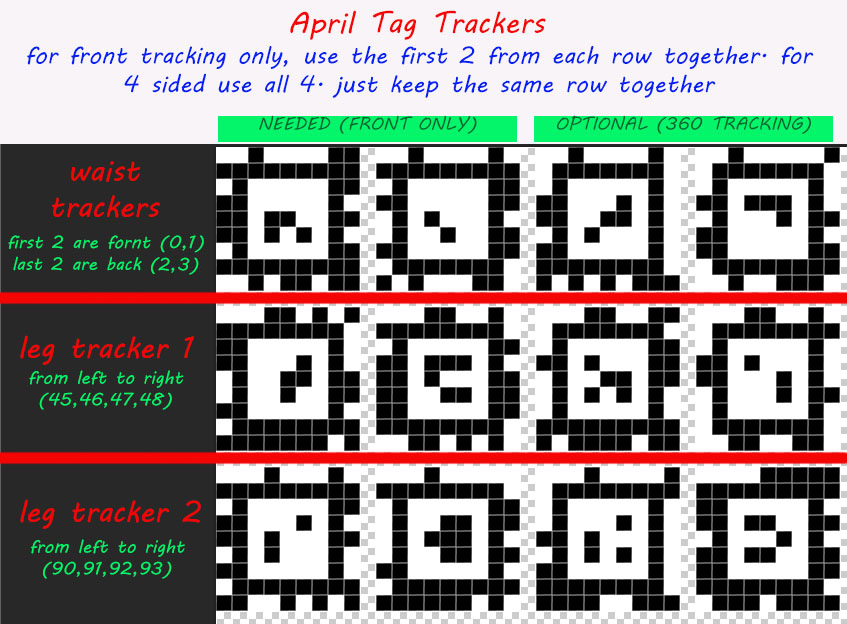 April Tag Trackers
for front tracking only, use the first 2 from each row together. for
4 sided use all 4. just keep the same row together
NEEDED (FRONT ONLY)
OPTIONAL (360 TRACKING)
waist
trackers
first 2 are fornt (0,1)
last 2 are back (2,3)
leg tracker 1
from left to right
(45,46,47,48)
leg tracker 2
from left to right
(90,91,92,93)